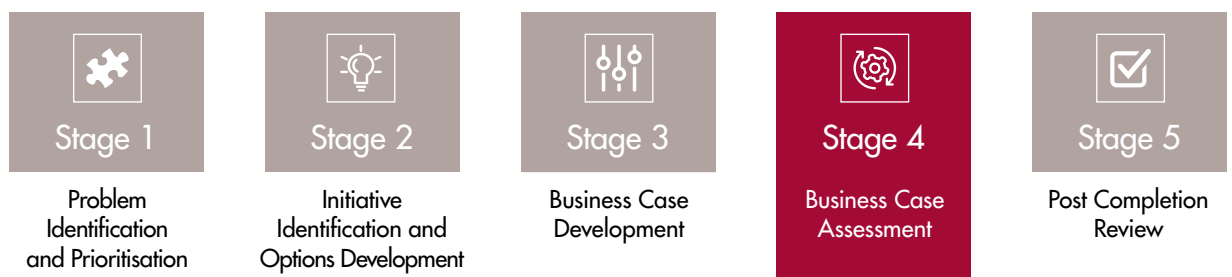 Stage 1
Problem
Identification
and Prioritisation
Stage 2
Initiative
Identification and
Options Development
Stage 3
Business Case
Development
Stage 4
Business Case
Assessment
Stage 5
Post Completion
Review